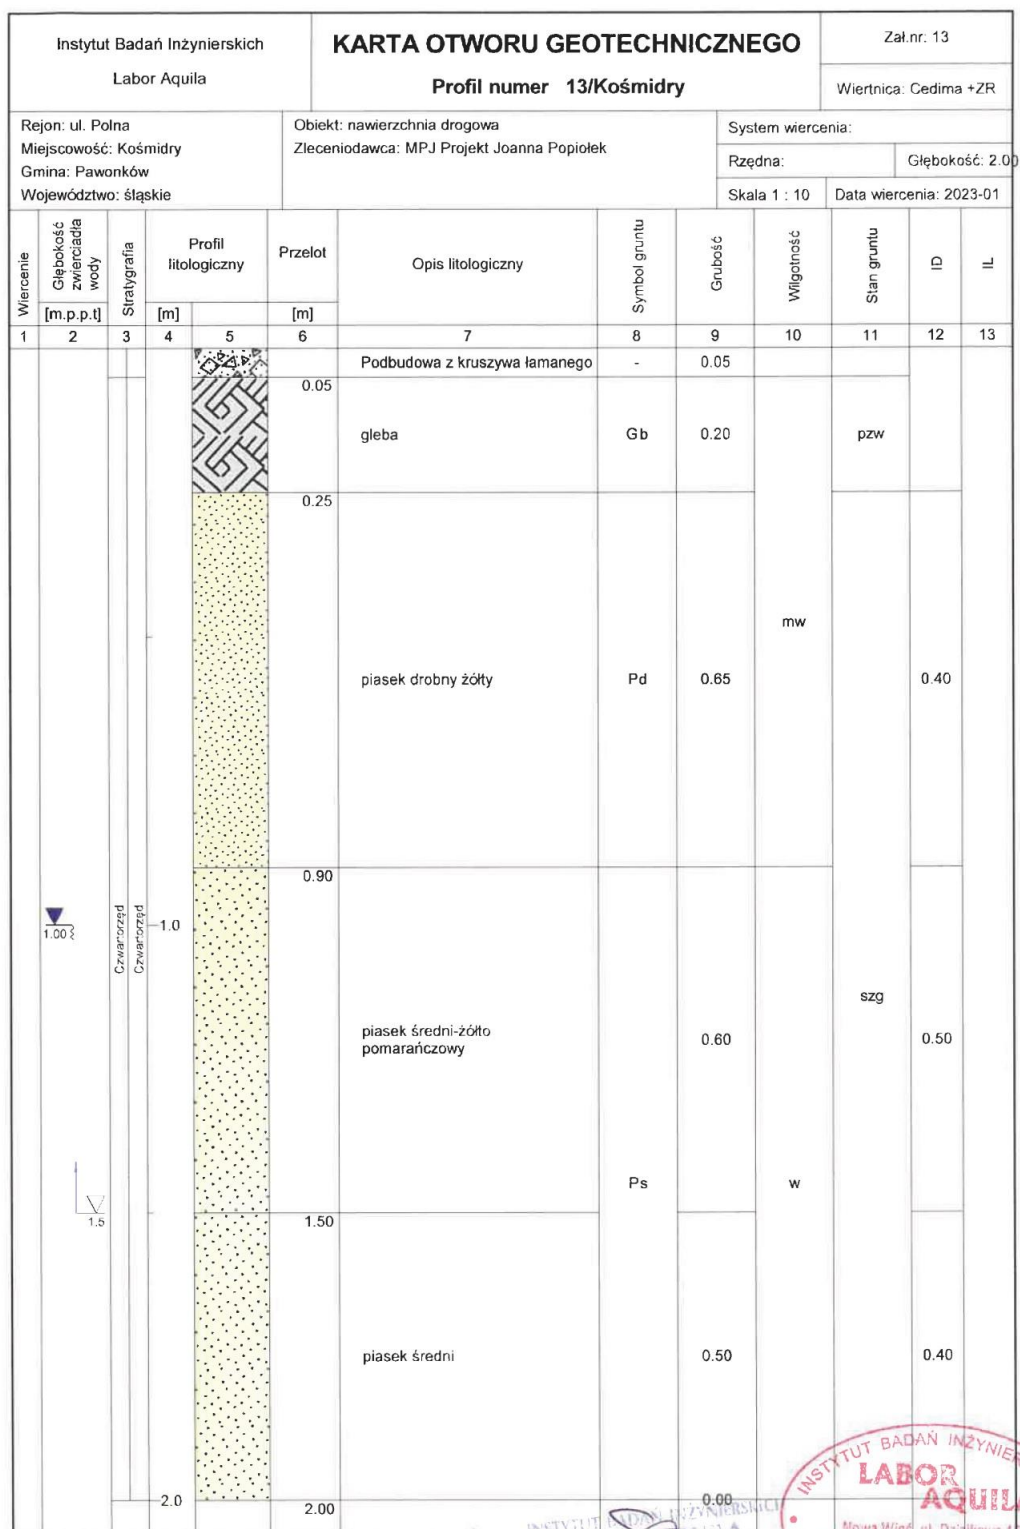 Instytut Badań Inżynierskich
Labor Aquila
KARTA OTWORU GEOTECHNICZNEGO
Profil numer 13/Kośmidry
Zał.nr: 13
Wiertnica: Cedima +ZR
Rejon: ul. Polna
Miejscowość: Kośmidry
Gmina: Pawonków
Województwo: śląskie
Obiekt: nawierzchnia drogowa
Zleceniodawca: MPJ Projekt Joanna Popiołek
System wiercenia:
Rzędna:
Głębokość: 2.00
Skala 1 : 10
Data wiercenia: 2023-01
Wiercenie
Głębokość zwierciadła wody
[m.p.p.t]
Stratygrafia
Profil litologiczny
[m]
Przelot
[m]
Opis litologiczny
Symbol gruntu
Grubość
Wilgotność
Stan gruntu
ID
IL
1 2 3 4 5 6 7 8 9 10 11 12 13
Podbudowa z kruszywa łamanego - 0.05
0.05
gleba Gb 0.20 pzw
0.25
mw
piasek drobny żółty Pd 0.65 0.40
0.90
1.00
Czwartorzęd
Czwartorzęd
1.0
szg
piasek średni-żółto
pomarańczowy
0.60 0.50
Ps w
1.5
1.50
piasek średni 0.50 0.40
2.0
2.00
0.00
INSTYTUT BADAŃ INŻYNIERSKICH
INSTYTUT BADAŃ INŻYNIER
LABOR
AQUILA